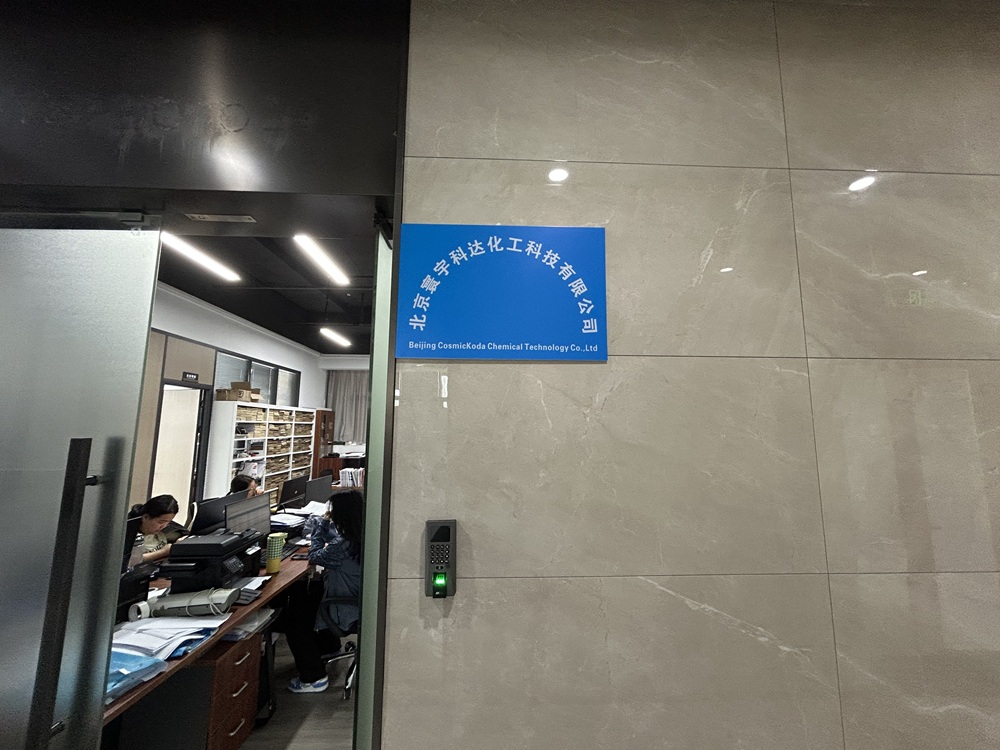 北京寰宇科达化工科技有限公司
Beijing CosmicKoda Chemical Technology Co.,Ltd